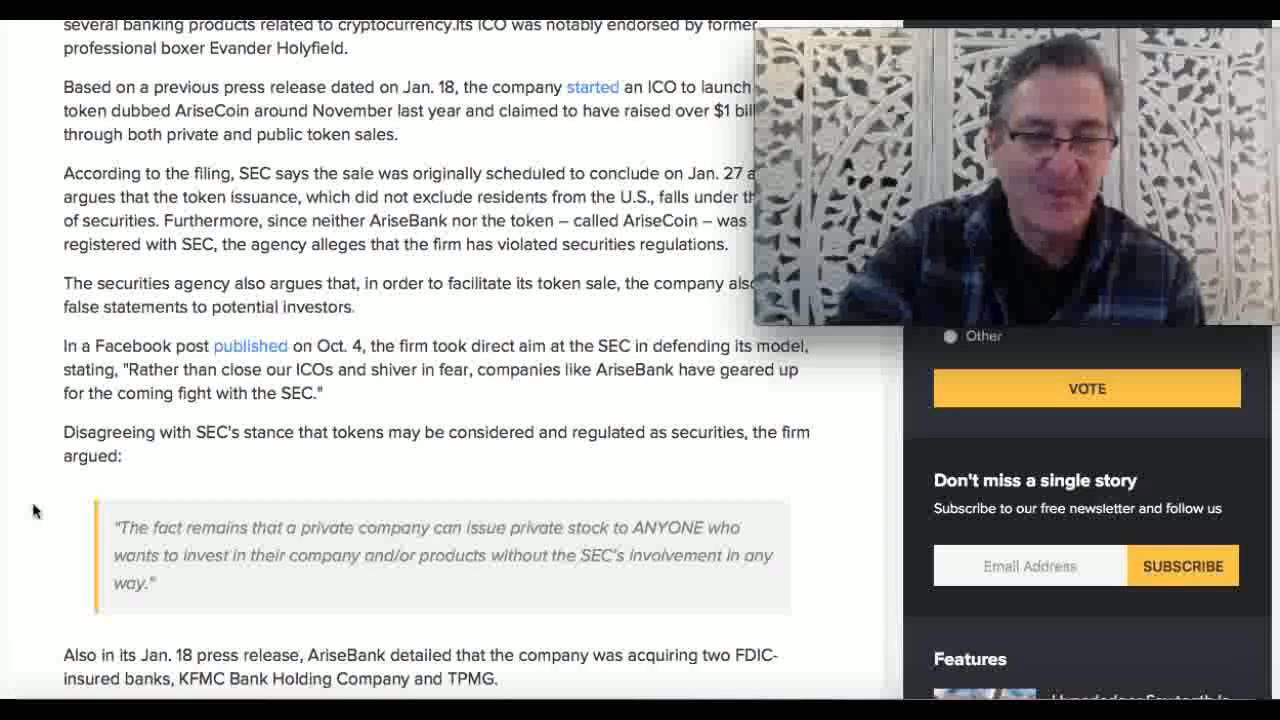 several banking products related to cryptocurrency.Its ICO was notably endorsed by former
professional boxer Evander Holyfield.
Based on a previous press release dated on Jan. 18, the company started an ICO to launch
token dubbed AriseCoin around November last year and claimed to have raised over $1
through both private and public token sales.
According to the filing, SEC says the sale was originally scheduled to conclude on Jan. 27
argues that the token issuance, which did not exclude residents from the U.S., falls under
of securities. Furthermore, since neither AriseBank nor the token – called AriseCoin – was
registered with SEC, the agency alleges that the firm has violated securities regulations.
The securities agency also argues that, in order to facilitate its token sale, the company
false statements to potential investors.
In a Facebook post published on Oct. 4, the firm took direct aim at the SEC in defending its model,
stating, "Rather than close our ICOs and shiver in fear, companies like AriseBank have geared up
for the coming fight with the SEC."
Disagreeing with SEC's stance that tokens may be considered and regulated as securities, the firm
argued:
"The fact remains that a private company can issue private stock to ANYONE who
wants to invest in their company and/or products without the SEC's involvement in any
way."
Also in its Jan. 18 press release, AriseBank detailed that the company was acquiring two FDIC-
insured banks, KFMC Bank Holding Company and TPMG.
Other
VOTE
Don't miss a single story
Subscribe to our free newsletter and follow us
Email Address
SUBSCRIBE
Features